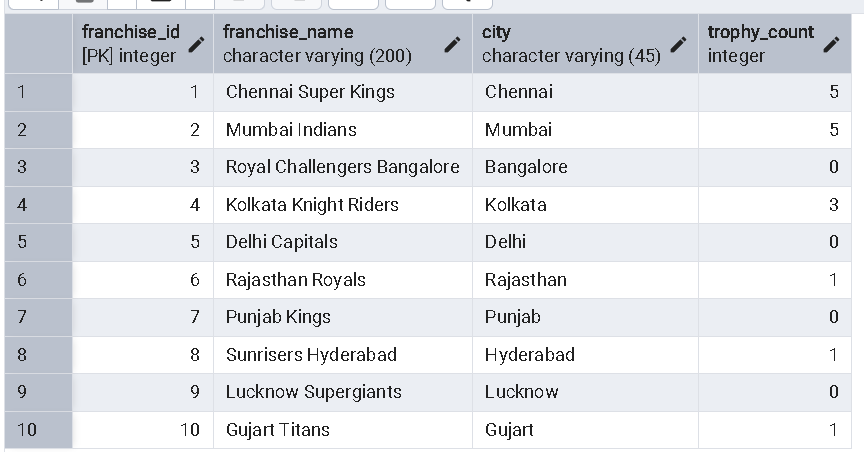 franchise_id franchise_name city trophy_count
[PK] integer character varying (200) character varying (45) integer
1 1 Chennai Super Kings Chennai 5
2 2 Mumbai Indians Mumbai 5
3 3 Royal Challengers Bangalore Bangalore 0
4 4 Kolkata Knight Riders Kolkata 3
5 5 Delhi Capitals Delhi 0
6 6 Rajasthan Royals Rajasthan 1
7 7 Punjab Kings Punjab 0
8 8 Sunrisers Hyderabad Hyderabad 1
9 9 Lucknow Supergiants Lucknow 0
10 10 Gujart Titans Gujart 1